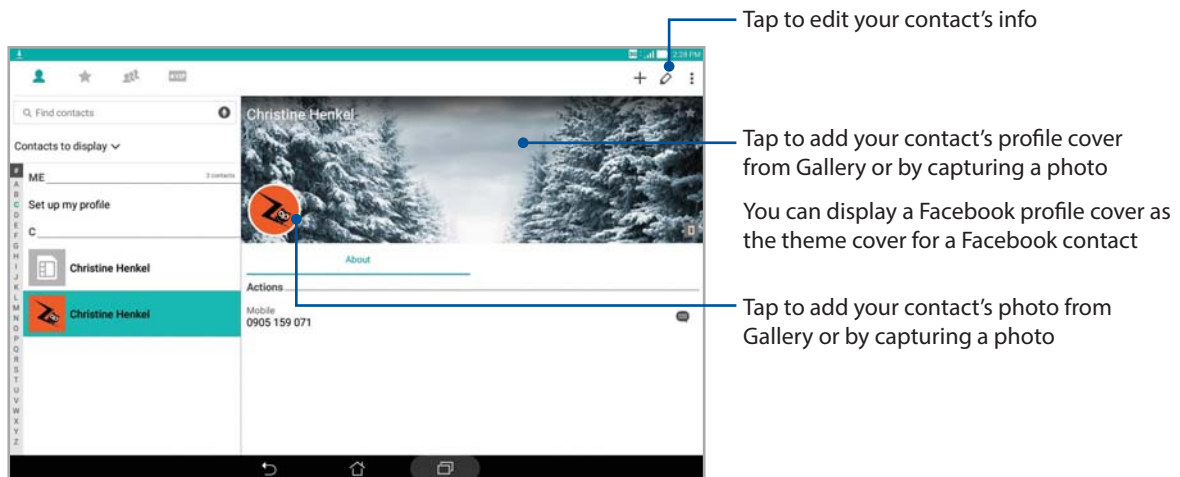 Tap to edit your contact’s info
2:28 PM
Find contacts
Christine Henkel
Contacts to display
Tap to add your contact’s profile cover
from Gallery or by capturing a photo
You can display a Facebook profile cover as
the theme cover for a Facebook contact
ME
Set up my profile
C
Christine Henkel
Christine Henkel
#
A
B
C
D
E
F
G
H
I
J
K
L
M
N
O
P
Q
R
S
T
U
V
W
X
Y
Z
About
Actions
Mobile
0905 159 071
Tap to add your contact’s photo from
Gallery or by capturing a photo